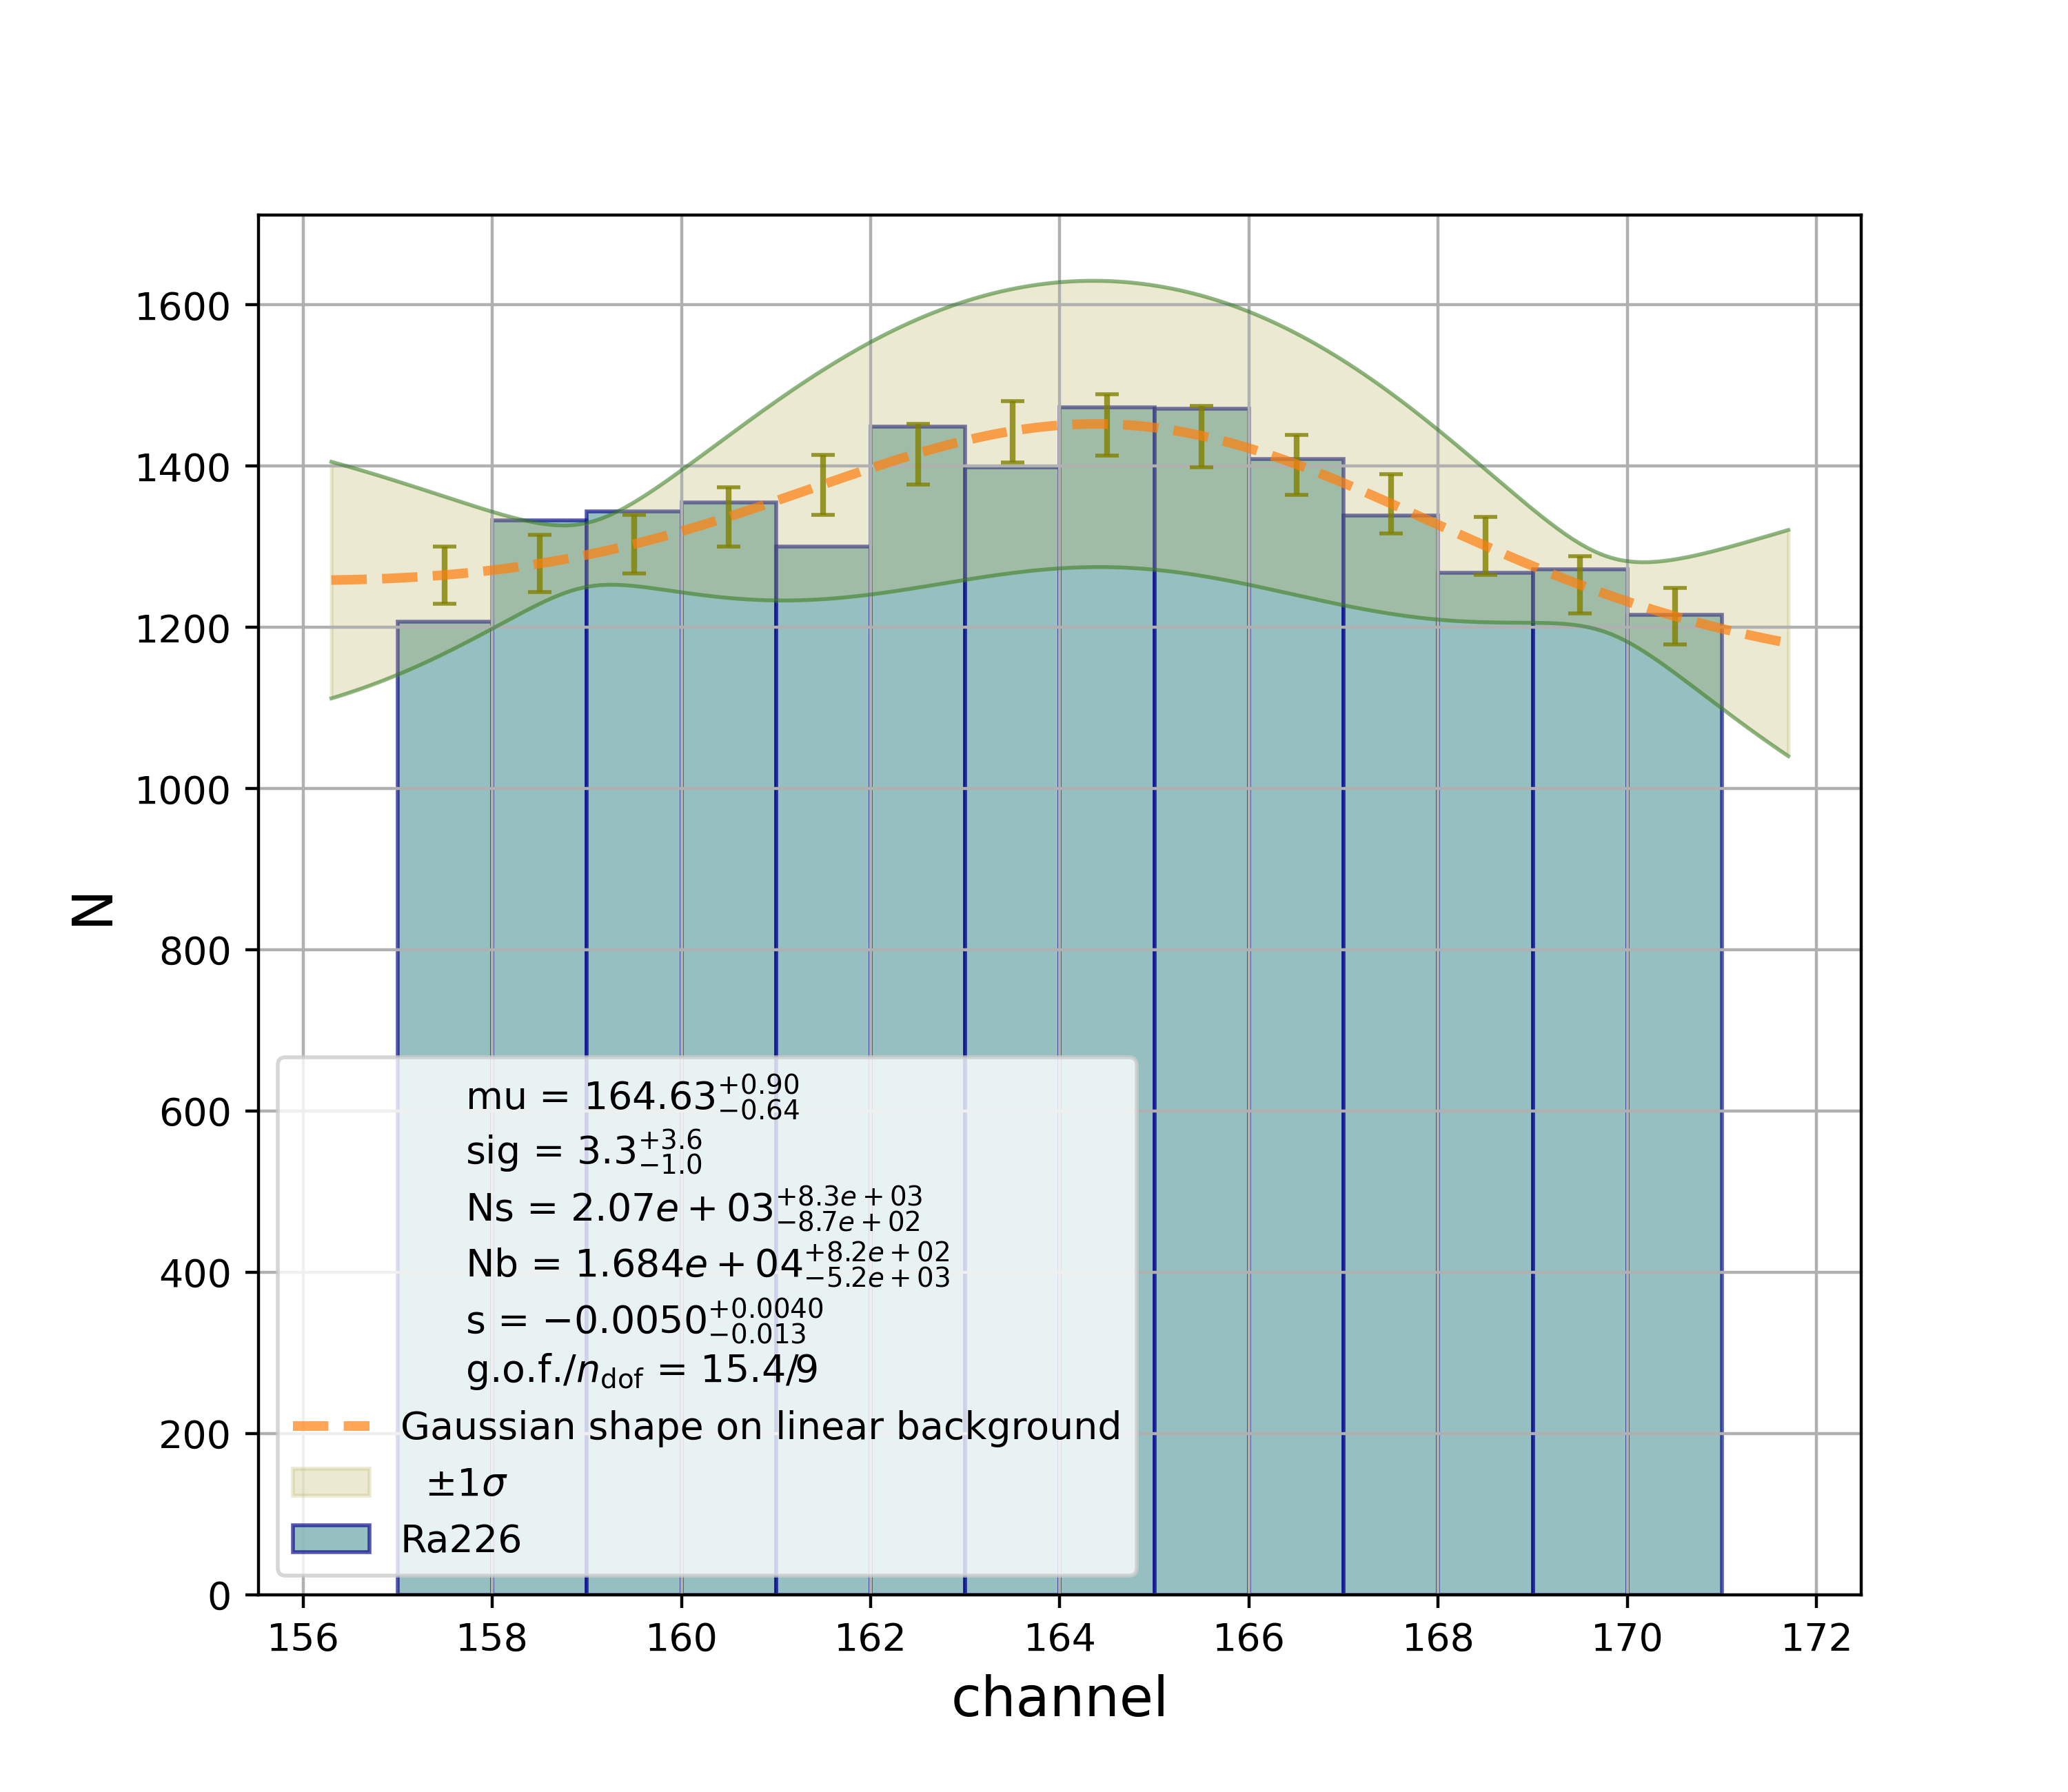 1600
1400
1200
1000
800
600
400
200
0
N
mu = 164.63 +0.90 −0.64
sig = 3.3 +3.6 −1.0
Ns = 2.07e + 03 +8.3e + 03 −8.7e + 02
Nb = 1.684e + 04 +8.2e + 02 −5.2e + 03
s = −0.0050 +0.0040 −0.013
g.o.f./n dof = 15.4/9
Gaussian shape on linear background
±1σ
Ra226
156 158 160 162 164 166 168 170 172
channel